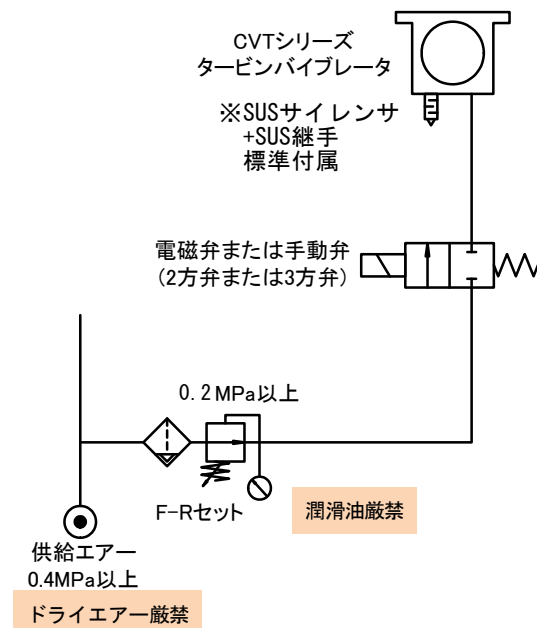 CVTシリーズ
タービンバイブレータ
※SUSサイレンサ
+SUS継手
標準付属
電磁弁または手動弁
(2方弁または3方弁)
0.2MPa以上
F-Rセット
潤滑油厳禁
供給エアー
0.4MPa以上
ドライエアー厳禁